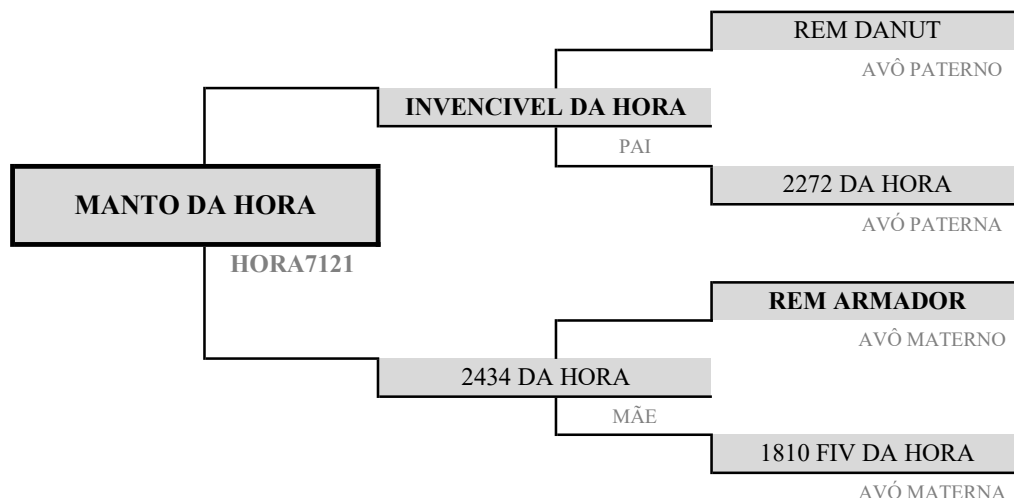 REM DANUT
AVÔ PATERNO
INVENCIVEL DA HORA
PAI
2272 DA HORA
AVÓ PATERNA
MANTO DA HORA
HORA7121
REM ARMADOR
AVÔ MATERNO
2434 DA HORA
MÃE
1810 FIV DA HORA
AVÓ MATERNA